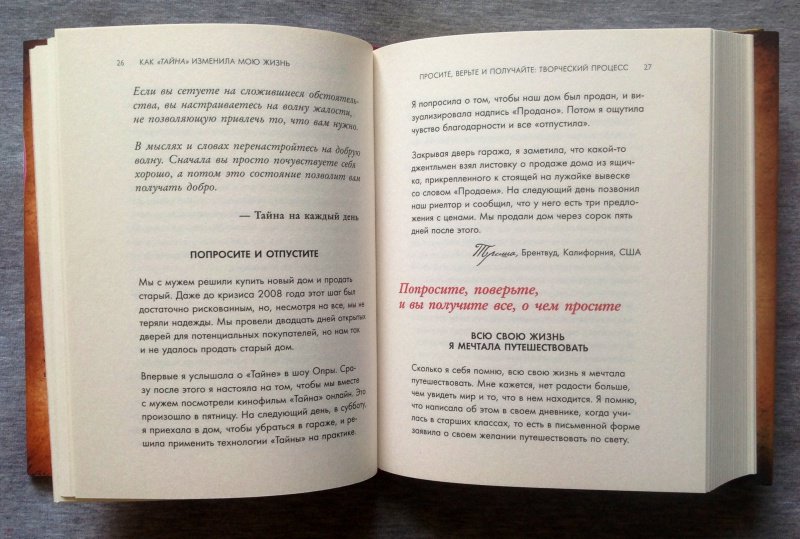 26 КАК «ТАЙНА» ИЗМЕНИЛА МОЮ ЖИЗНЬ
Если вы сетуете на сложившиеся обстоятель-
ства, вы настраиваетесь на волну жалости,
не позволяющую привлечь то, что вам нужно.
В мыслях и словах перенастройтесь на добрую
волну. Сначала вы просто почувствуете себя
хорошо, а потом это состояние позволит вам
получать добро.
— Тайна на каждый день
ПОПРОСИТЕ И ОТПУСТИТЕ
Мы с мужем решили купить новый дом и продать
старый. Даже до кризиса 2008 года этот шаг был
достаточно рискованным, но, несмотря на все, мы не
теряли надежды. Мы провели двадцать дней открытых
дверей для потенциальных покупателей, но нам так
и не удалось продать старый дом.
Впервые я услышала о «Тайне» в шоу Опры. Сра-
зу после этого я настояла на том, чтобы мы вместе
с мужем посмотрели кинофильм «Тайна» онлайн. Это
произошло в пятницу. На следующий день, в субботу,
я приехала в дом, чтобы убраться в гараже, и ре-
шила применить технологии «Тайны» на практике.
ПРОСИТЕ, ВЕРЬТЕ И ПОЛУЧАЙТЕ: ТВОРЧЕСКИЙ ПРОЦЕСС 27
Я попросила о том, чтобы наш дом был продан, и ви-
зуализировала надпись «Продано». Потом я ощутила
чувство благодарности и все «отпустила».
Закрывая дверь гаража, я заметила, что какой-то
джентльмен взял листовку о продаже дома из ящич-
ка, прикрепленного к стоящей на лужайке вывеске
со словом «Продаем». На следующий день позвонил
наш риелтор и сообщил, что у него есть три предло-
жения с ценами. Мы продали дом через сорок пять
дней после этого.
Тереша, Брентвуд, Калифорния, США
Попросите, поверьте,
и вы получите все, о чем просите
ВСЮ СВОЮ ЖИЗНЬ
Я МЕЧТАЛА ПУТЕШЕСТВОВАТЬ
Сколько я себя помню, всю свою жизнь я мечтала
путешествовать. Мне кажется, нет радости больше,
чем увидеть мир и то, что в нем находится. Я помню,
что написала об этом в своем дневнике, когда учи-
лась в старших классах, то есть в письменной форме
заявила о своем желании путешествовать по свету.